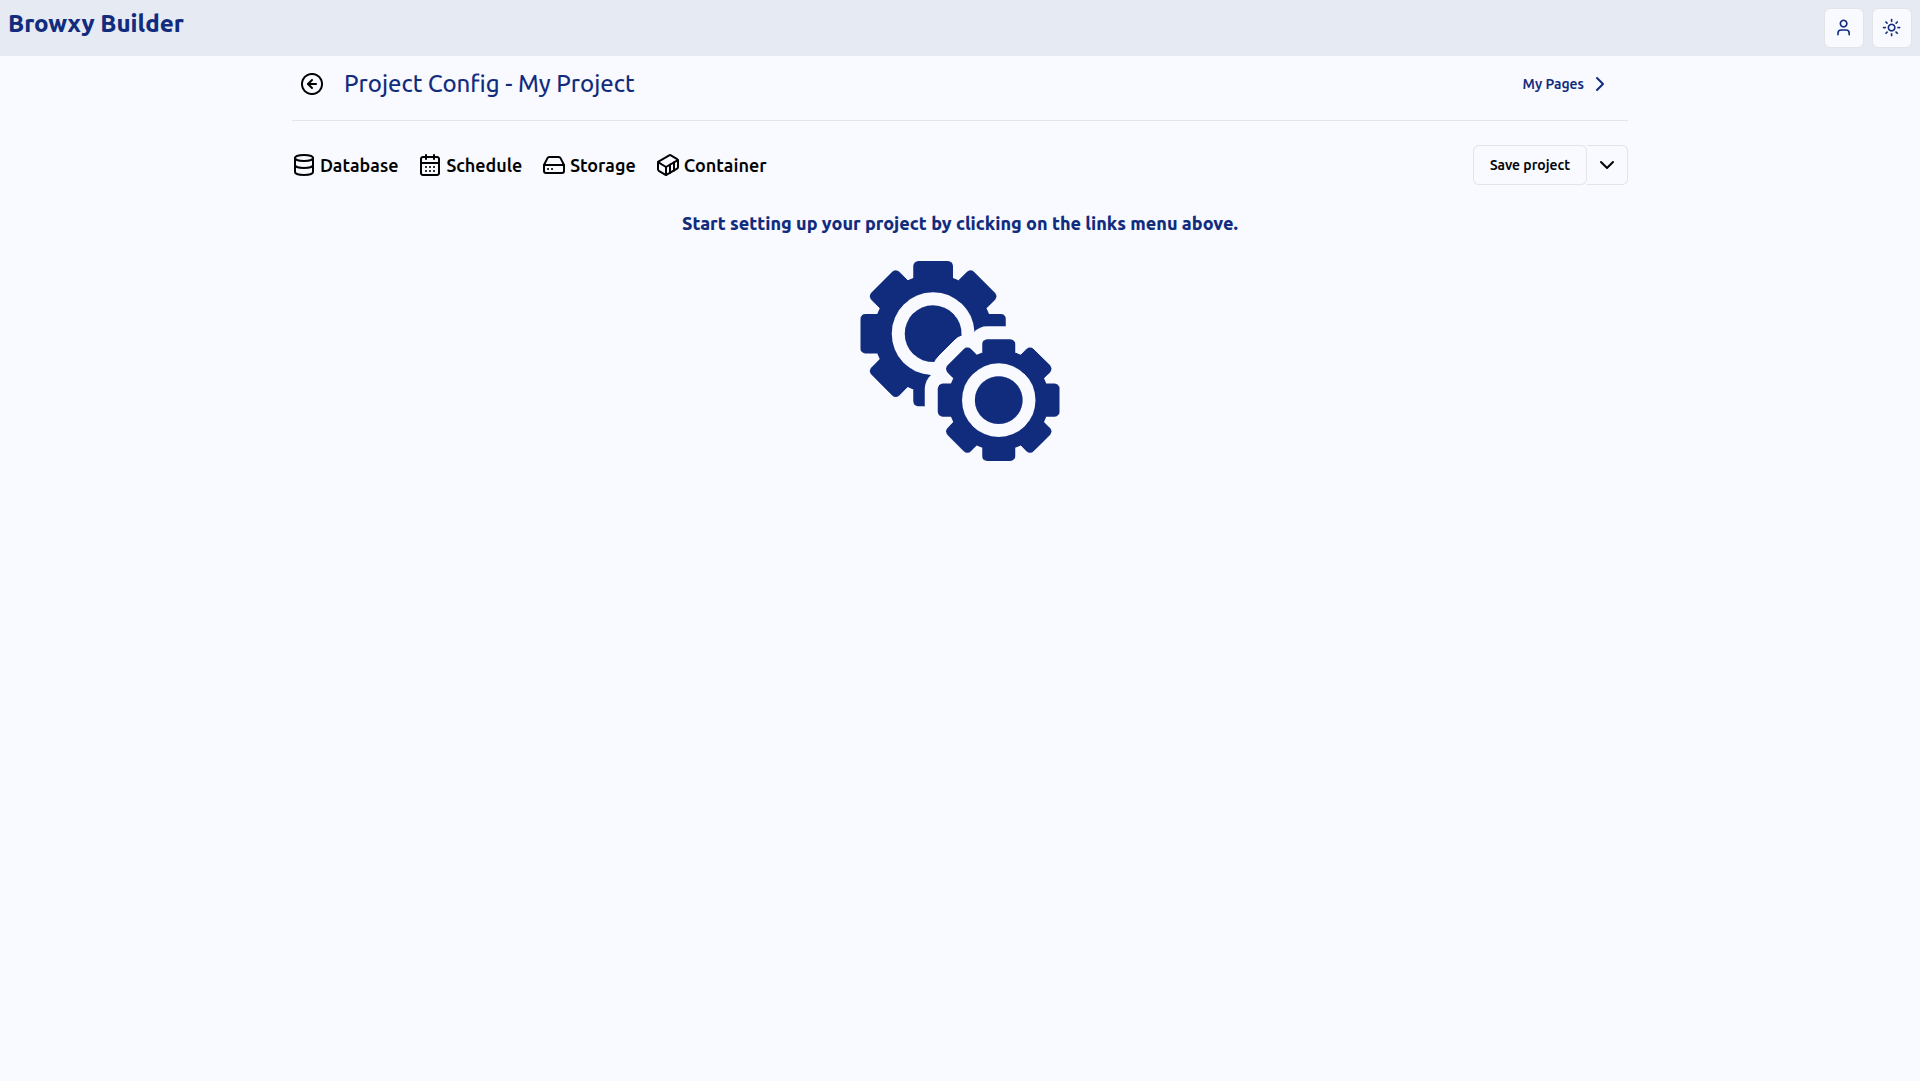 Browxy Builder
Project Config - My Project
My Pages
Database Schedule Storage Container
Save project
Start setting up your project by clicking on the links menu above.